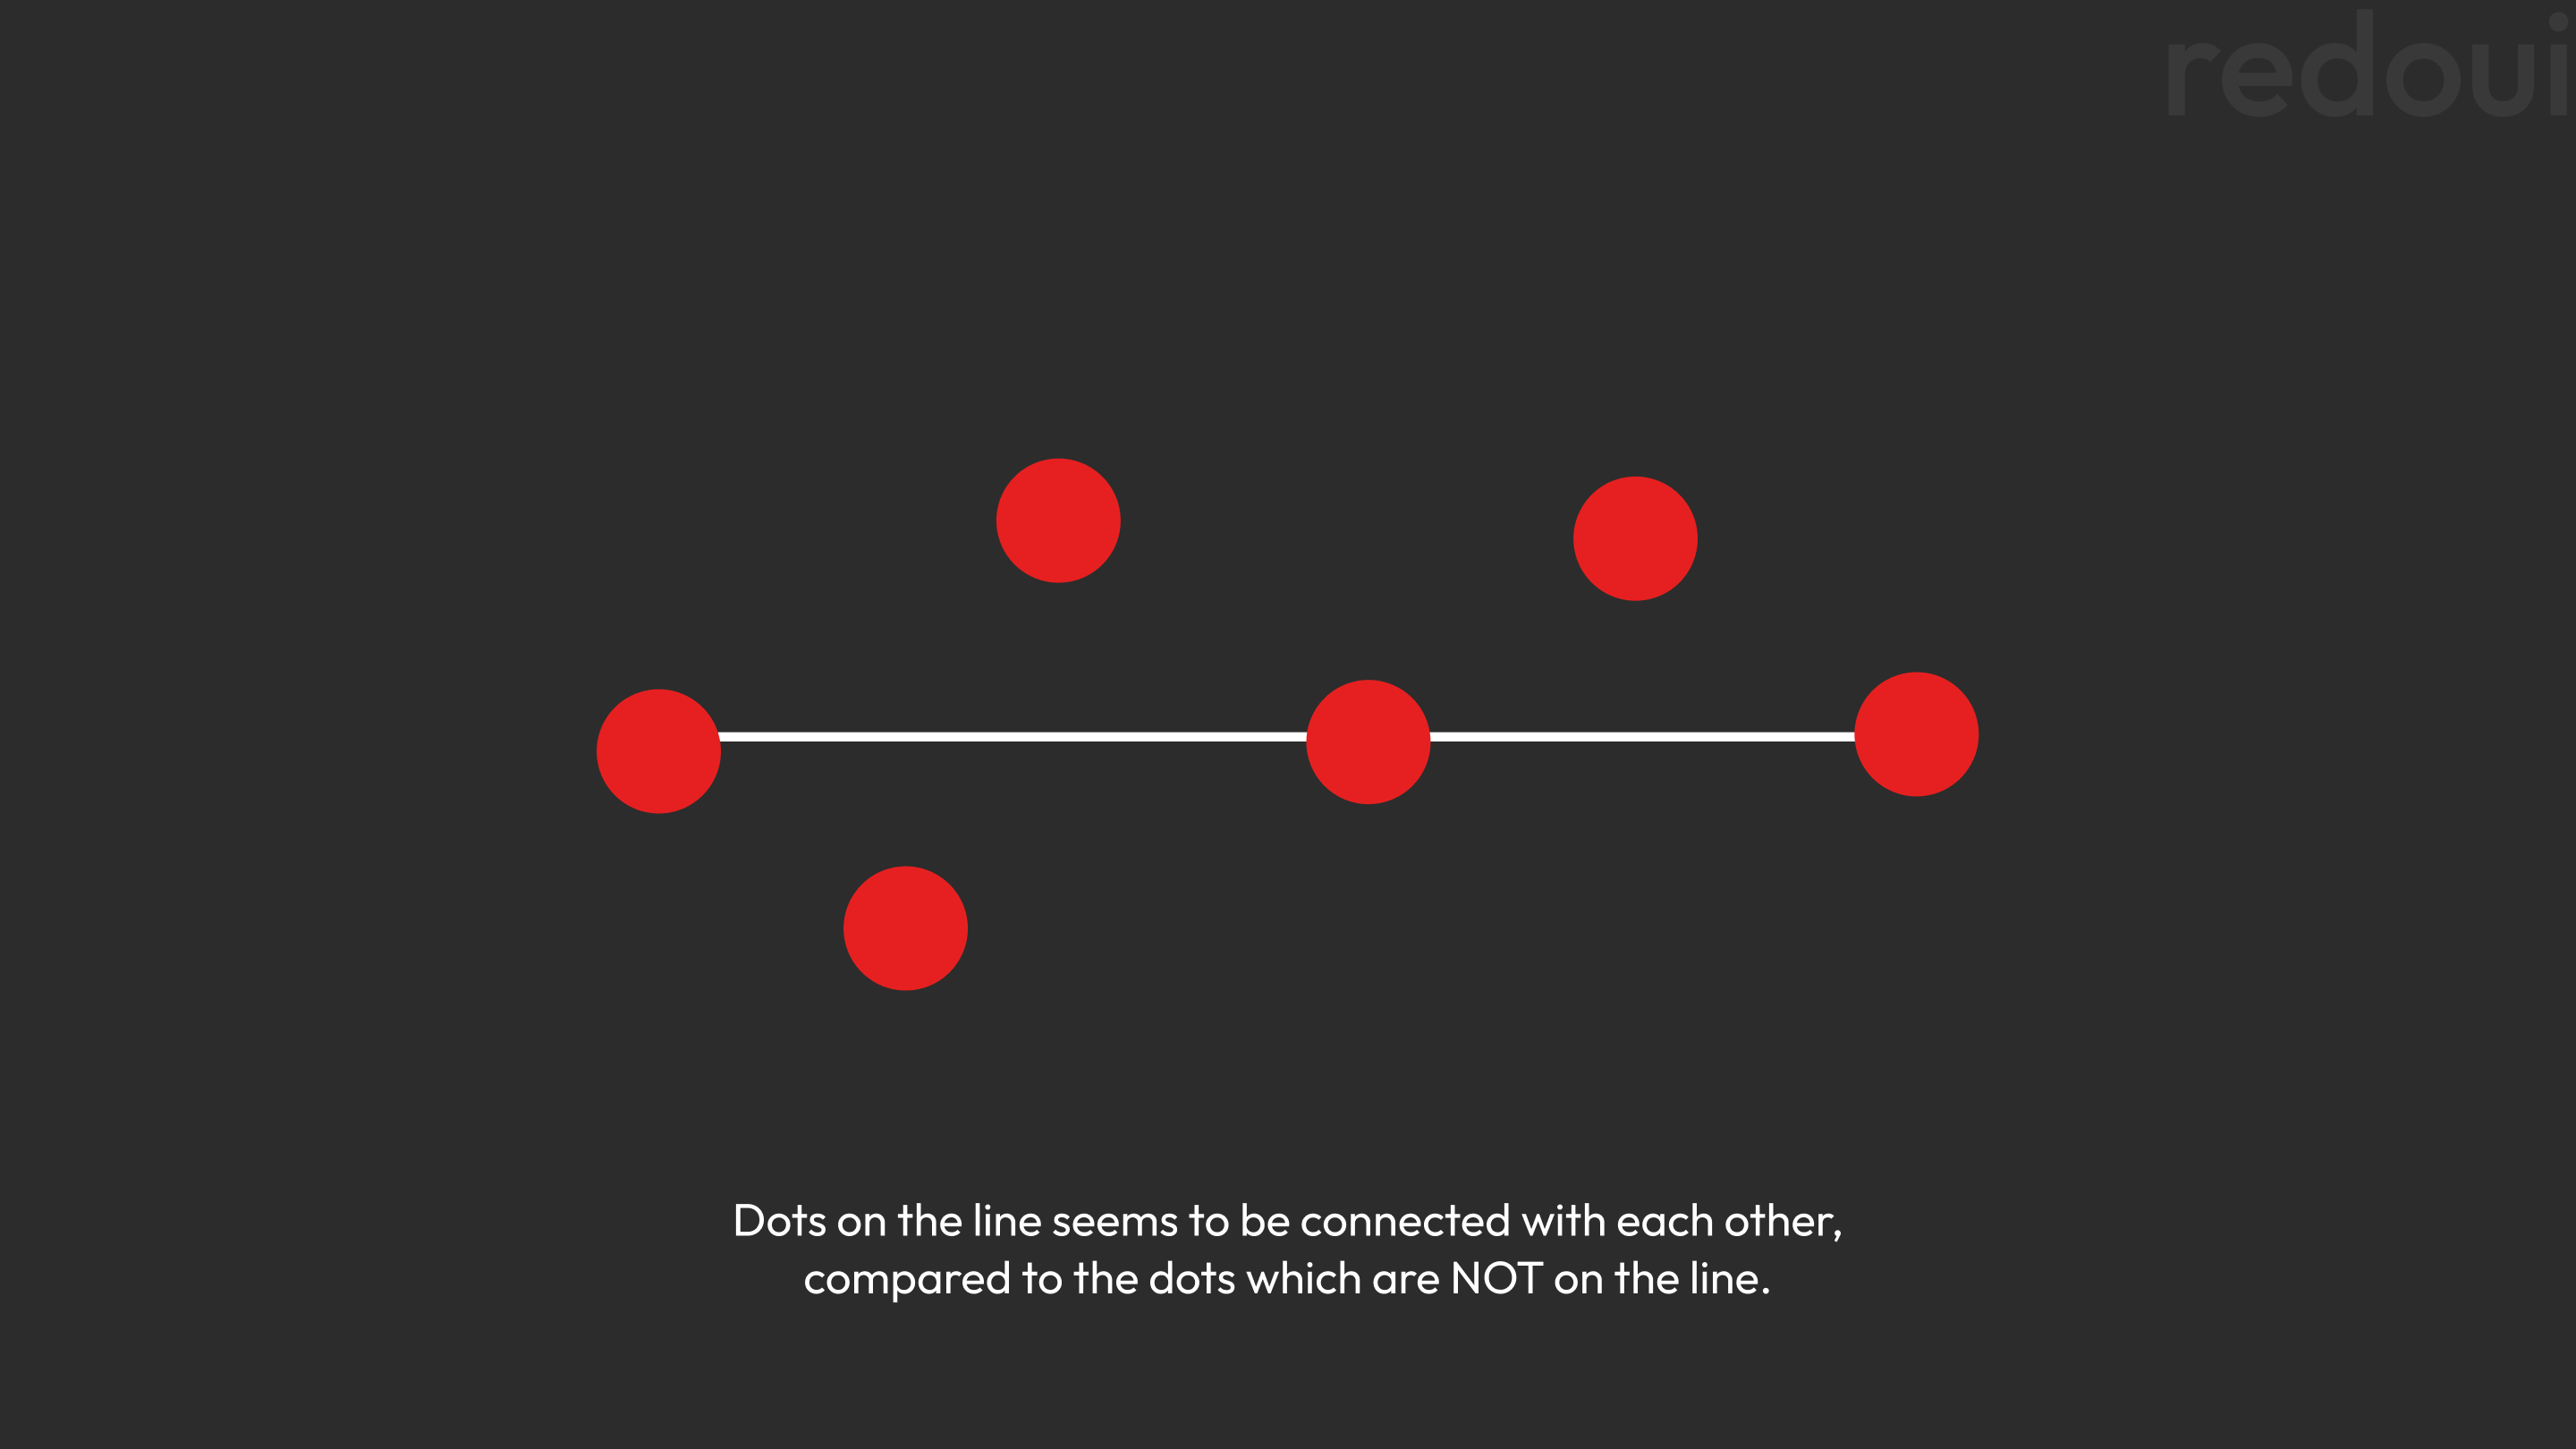 redoui
Dots on the line seems to be connected with each other,
compared to the dots which are NOT on the line.